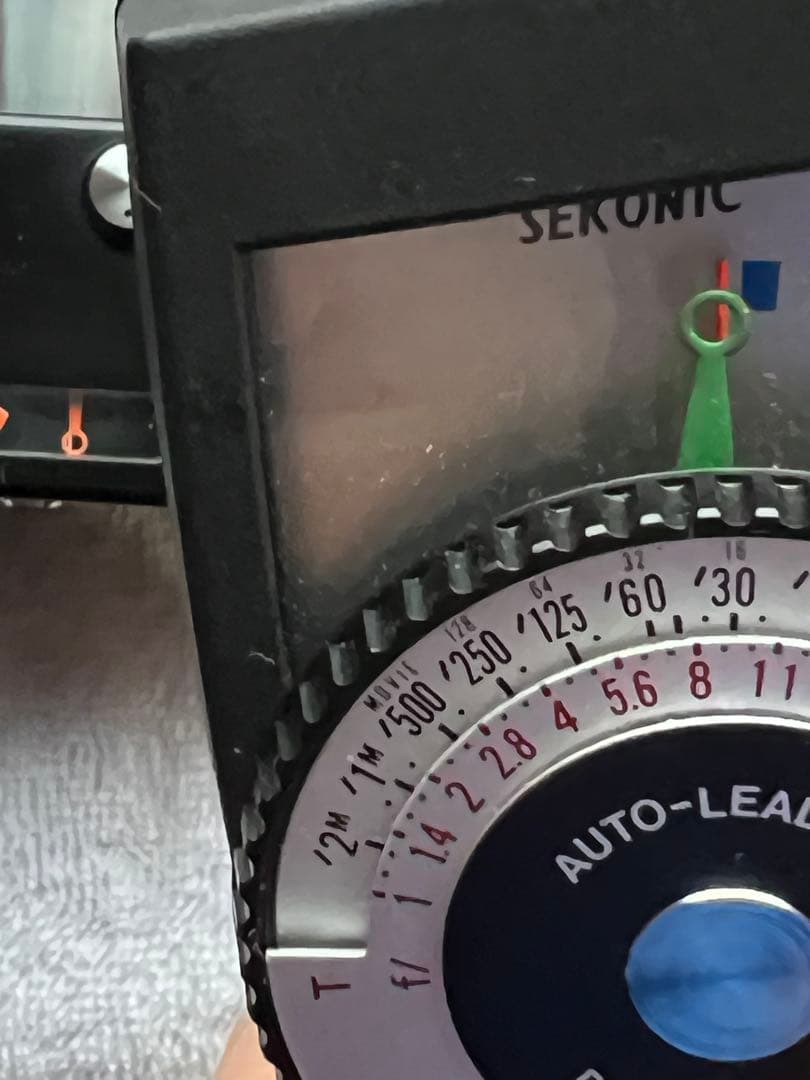 SEKONIC
128 64 32 16
MOVIE
'2M '1M '500 '250 '125 '60 '30
1 1.4 2 2.8 4 5.6 8 11
AUTO-LEAD
T f/